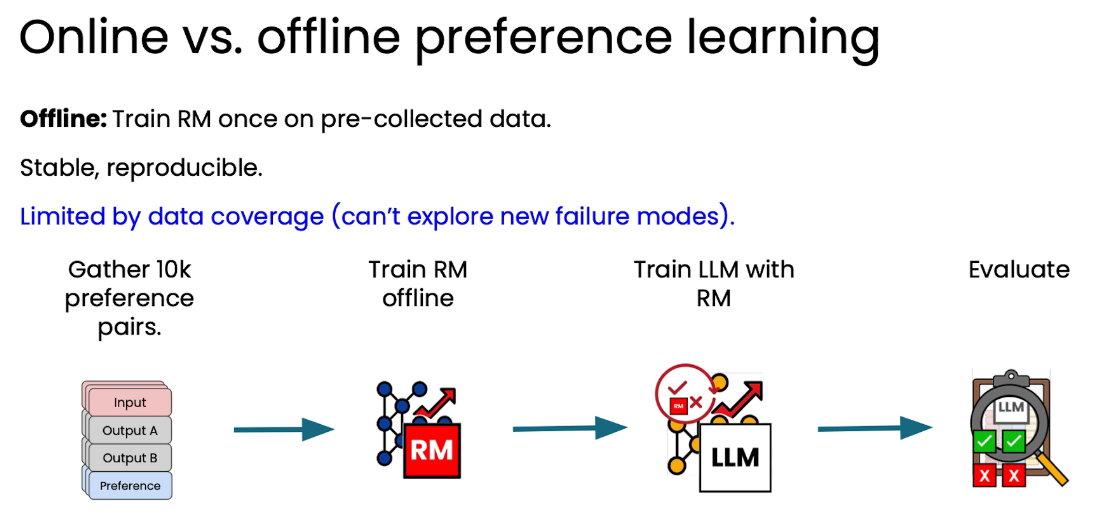 Online vs. offline preference learning
Offline: Train RM once on pre-collected data.
Stable, reproducible.
Limited by data coverage (can't explore new failure modes).
Gather 10k
preference
pairs.
Train RM
offline
Train LLM with
RM
Evaluate
Input
Output A
Output B
Preference
RM
RM
LLM
LLM